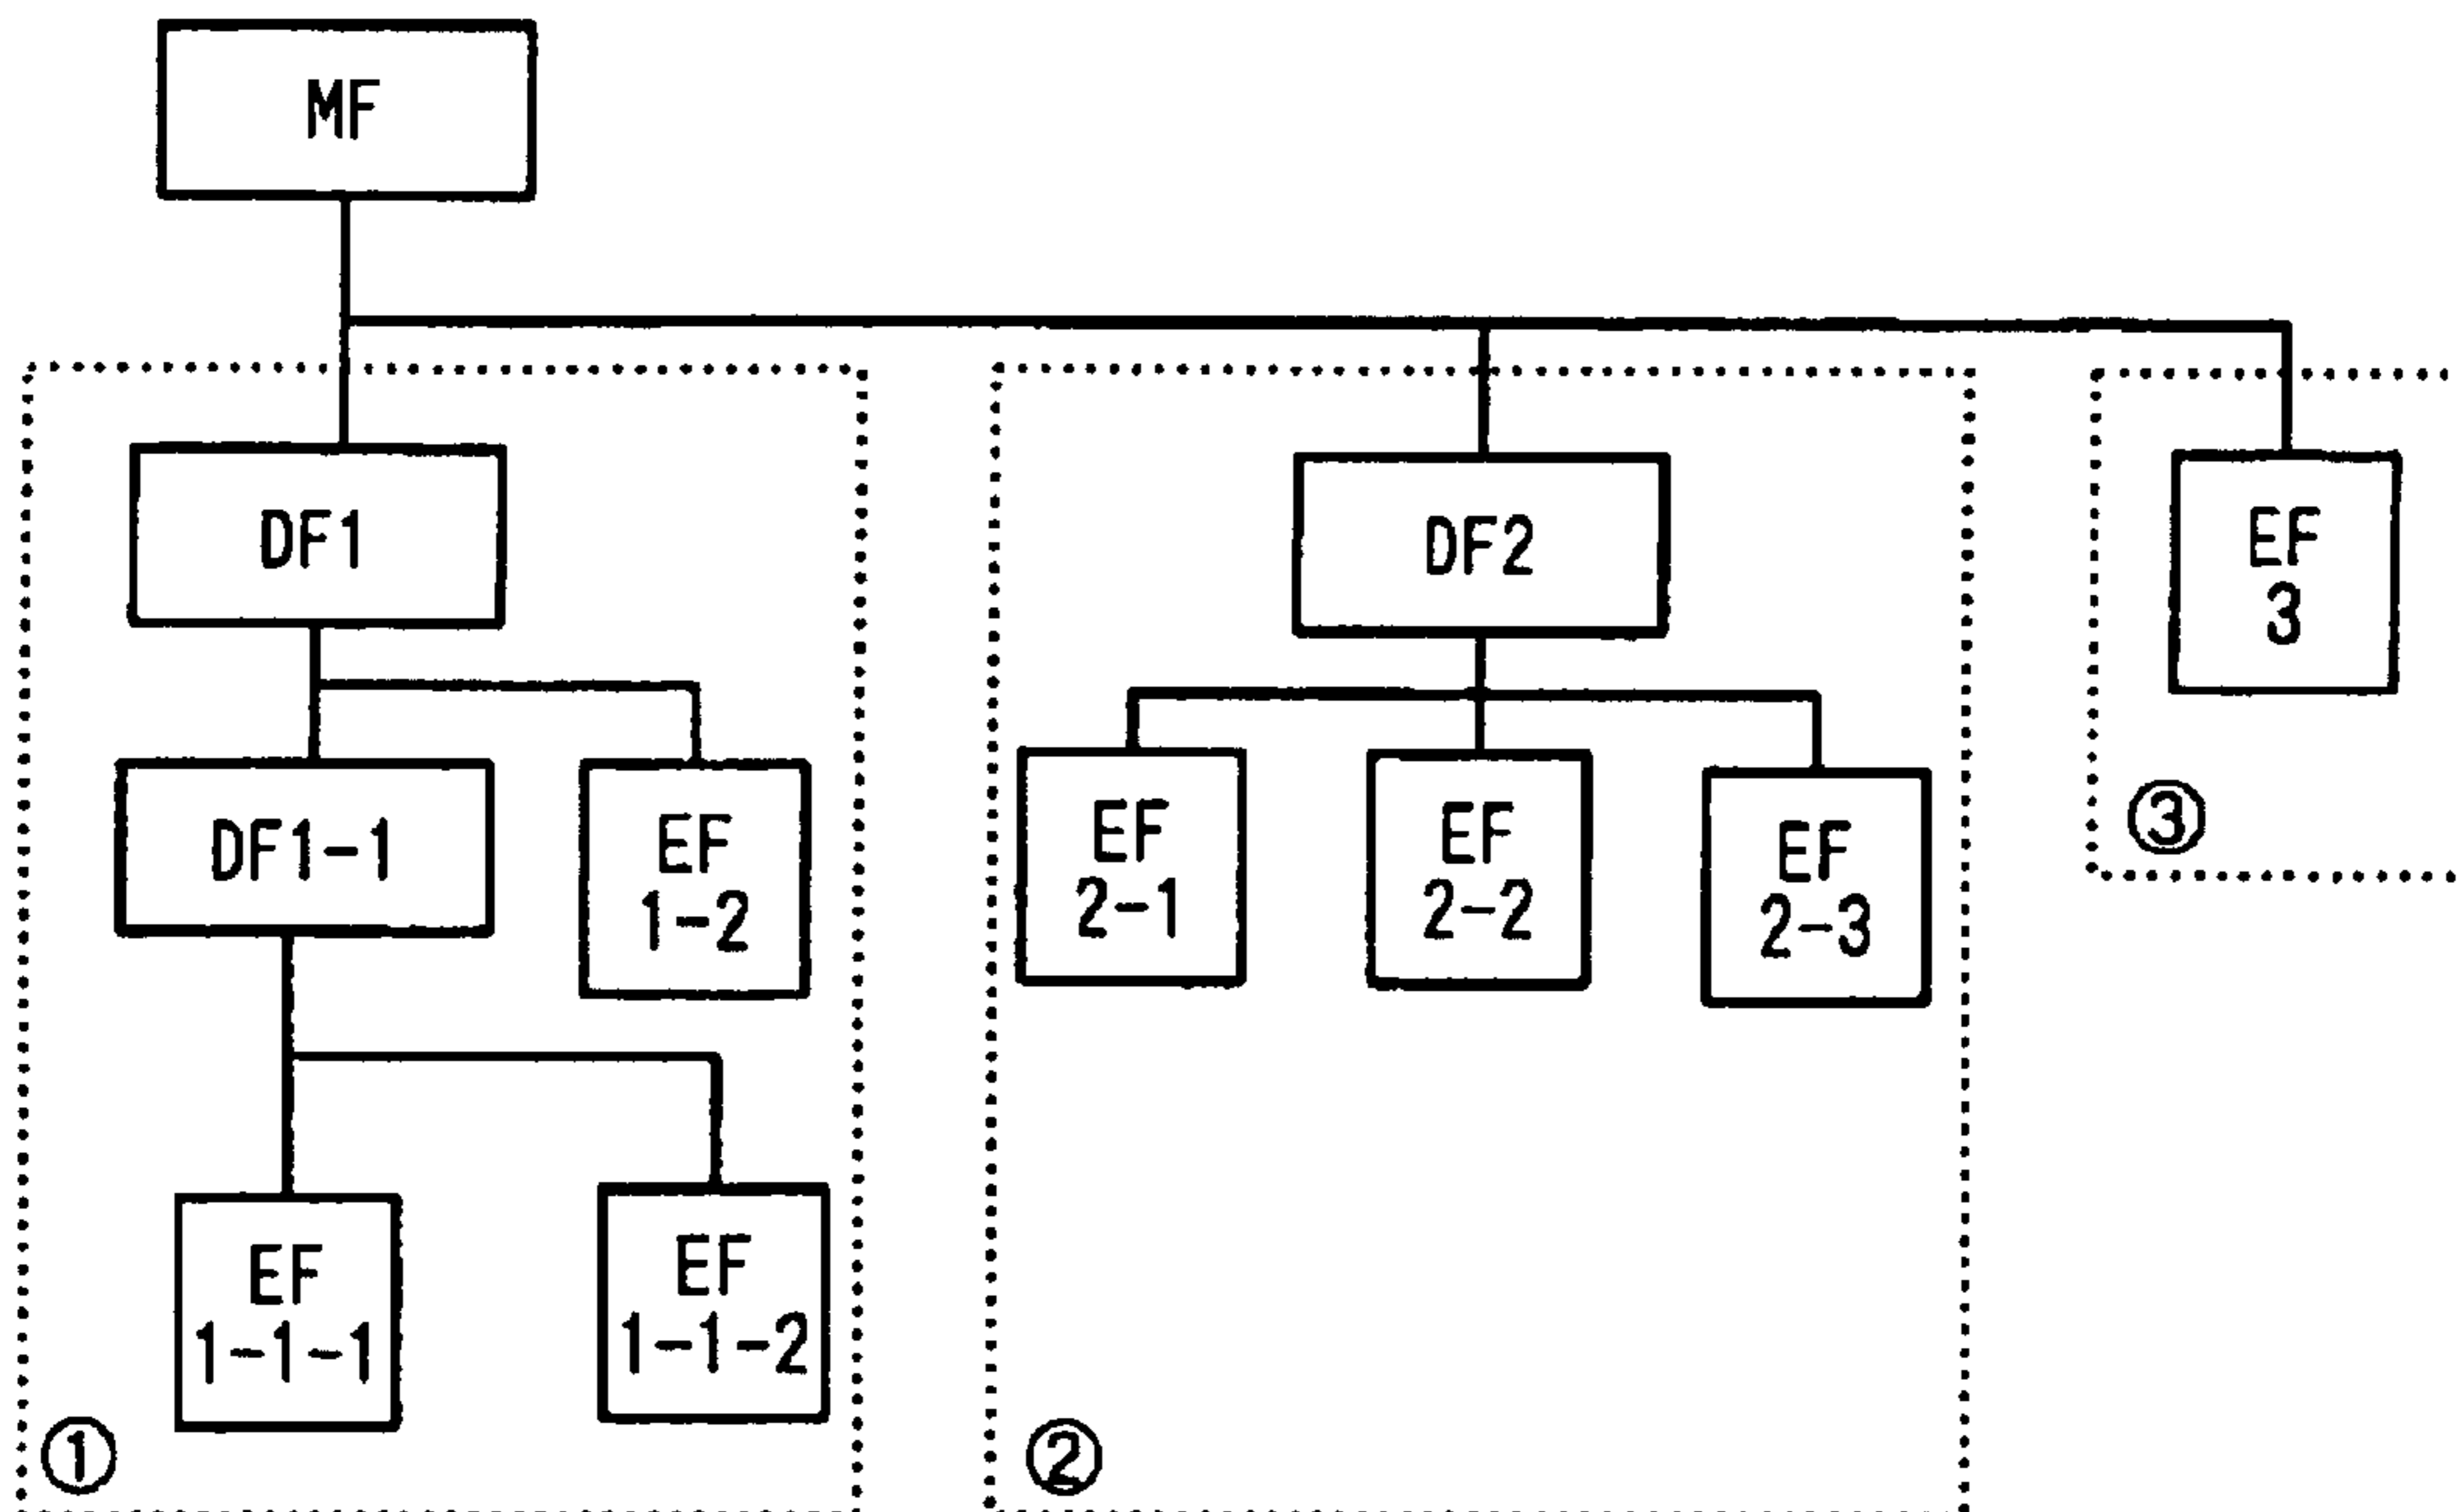 MF
DF1
DF2
EF
3
DF1-1
EF
1-2
EF
2-1
EF
2-2
EF
2-3
③
EF
1-1-1
EF
1-1-2
①
②